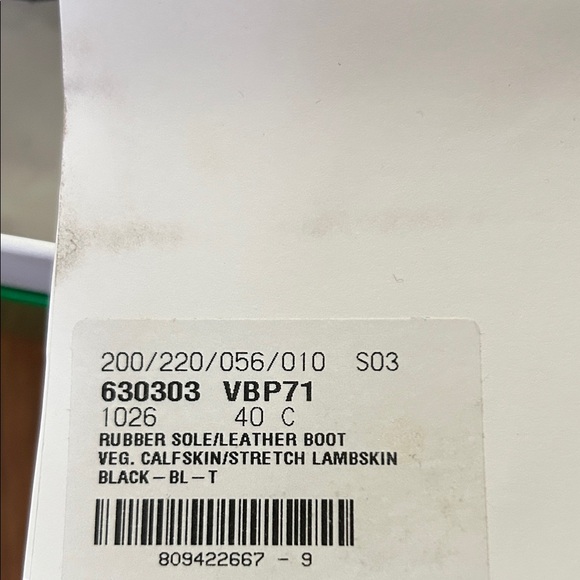 200/220/056/010 S03
630303 VBP71
1026 40 C
RUBBER SOLE/LEATHER BOOT
VEG. CALFSKIN/STRETCH LAMBSKIN
BLACK-BL-T
809422667 - 9